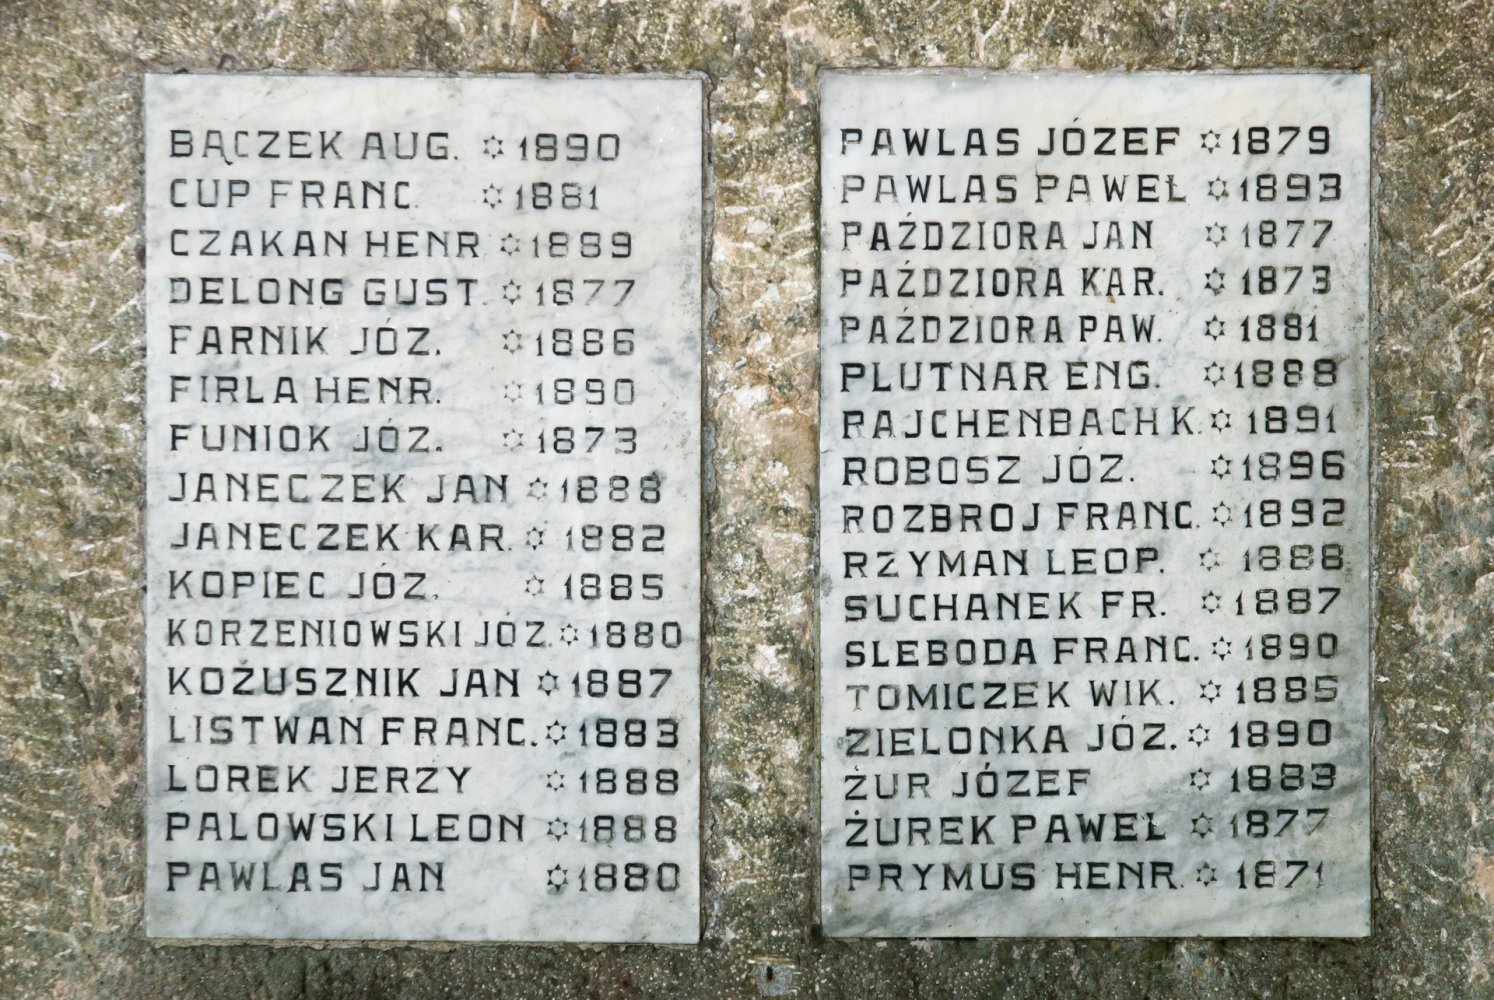 BĄCZEK AUG. ✡ 1890
CUP FRANC. ✡ 1881
CZAKAN HENR ✡ 1889
DELONG GUST. ✡ 1877
FARNIK JÓZ. ✡ 1886
FIRLA HENR. ✡ 1890
FUNIOK JÓZ. ✡ 1873
JANECZEK JAN ✡ 1888
JANECZEK KAR. ✡ 1882
KOPIEC JÓZ. ✡ 1885
KORZENIOWSKI JÓZ. ✡ 1880
KOŻUSZNIK JAN ✡ 1887
LISTWAN FRANC. ✡ 1883
LOREK JERZY ✡ 1888
PALOWSKI LEON ✡ 1888
PAWLAS JAN ✡ 1880
PAWLAS JÓZEF ✡ 1879
PAWLAS PAWEŁ ✡ 1893
PAŹDZIORA JAN ✡ 1877
PAŹDZIORA KAR. ✡ 1873
PAŹDZIORA PAW. ✡ 1881
PLUTNAR ENG. ✡ 1888
RAJCHENBACH K. ✡ 1891
ROBOSZ JÓZ. ✡ 1896
ROZBROJ FRANC. ✡ 1892
RZYMAN LEOP. ✡ 1888
SUCHANEK FR. ✡ 1887
SLEBODA FRANC. ✡ 1890
TOMICZEK WIK. ✡ 1885
ZIELONKA JÓZ. ✡ 1890
ŻUR JÓZEF ✡ 1883
ŻUREK PAWEŁ ✡ 1877
PRYMUS HENR. ✡ 1871